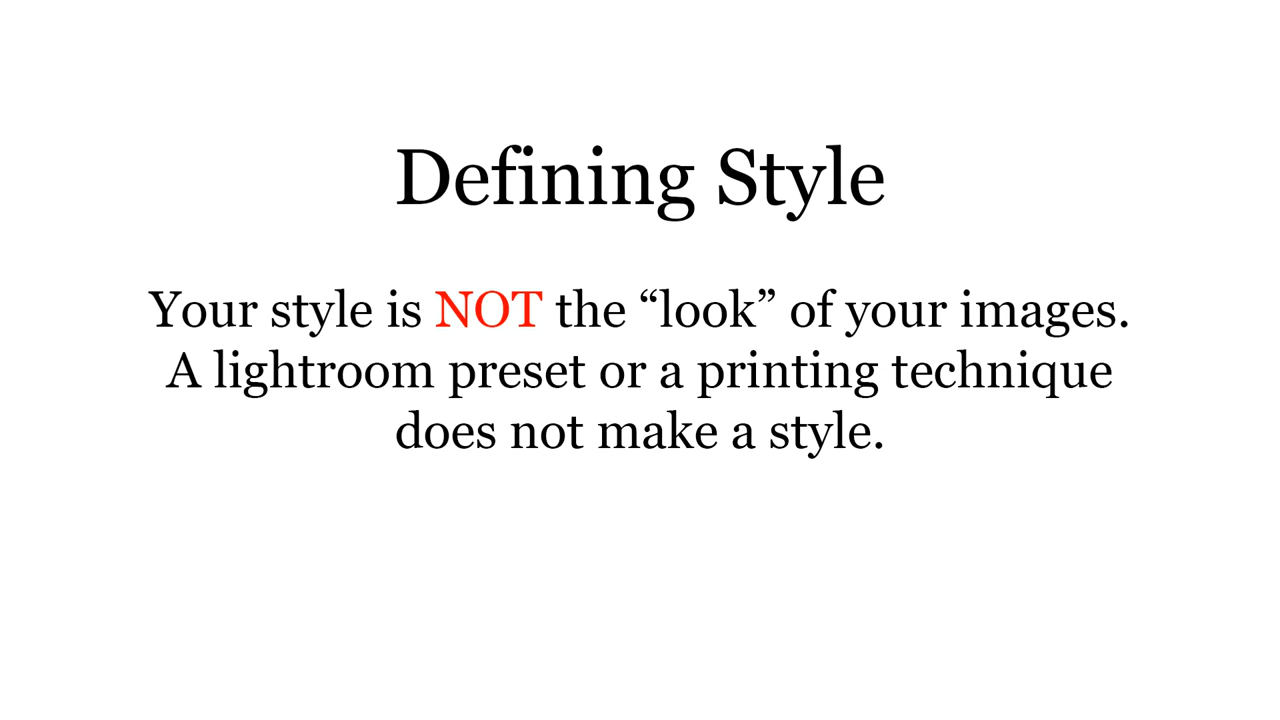 Defining Style
Your style is NOT the “look” of your images.
A lightroom preset or a printing technique
does not make a style.